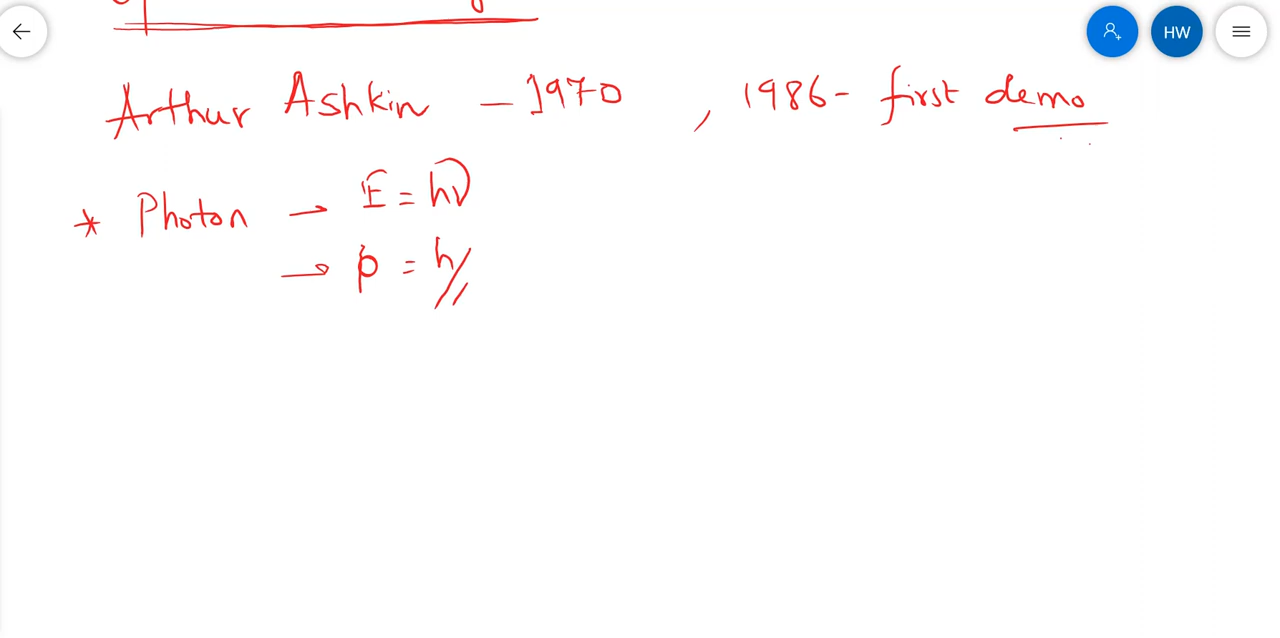 Arthur Ashkin - 1970 , 1986 - first demo
HW
* Photon → E = hν
→ p = h/